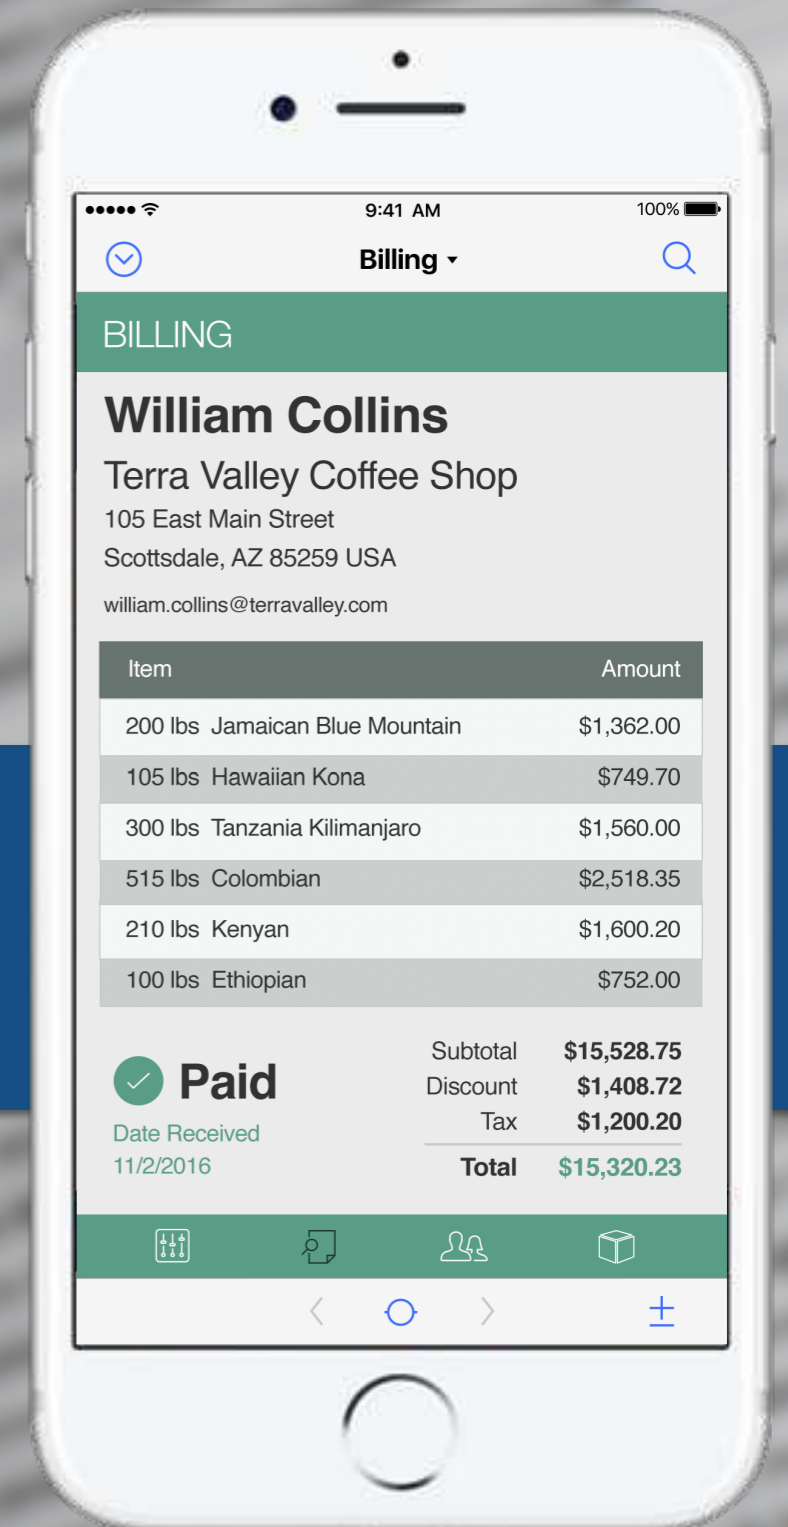 9:41 AM
100%
Billing
BILLING
William Collins
Terra Valley Coffee Shop
105 East Main Street
Scottsdale, AZ 85259 USA
william.collins@terravalley.com
Item Amount
200 lbs Jamaican Blue Mountain $1,362.00
105 lbs Hawaiian Kona $749.70
300 lbs Tanzania Kilimanjaro $1,560.00
515 lbs Colombian $2,518.35
210 lbs Kenyan $1,600.20
100 lbs Ethiopian $752.00
Subtotal $15,528.75
Paid
Discount $1,408.72
Tax $1,200.20
Date Received
11/2/2016
Total $15,320.23